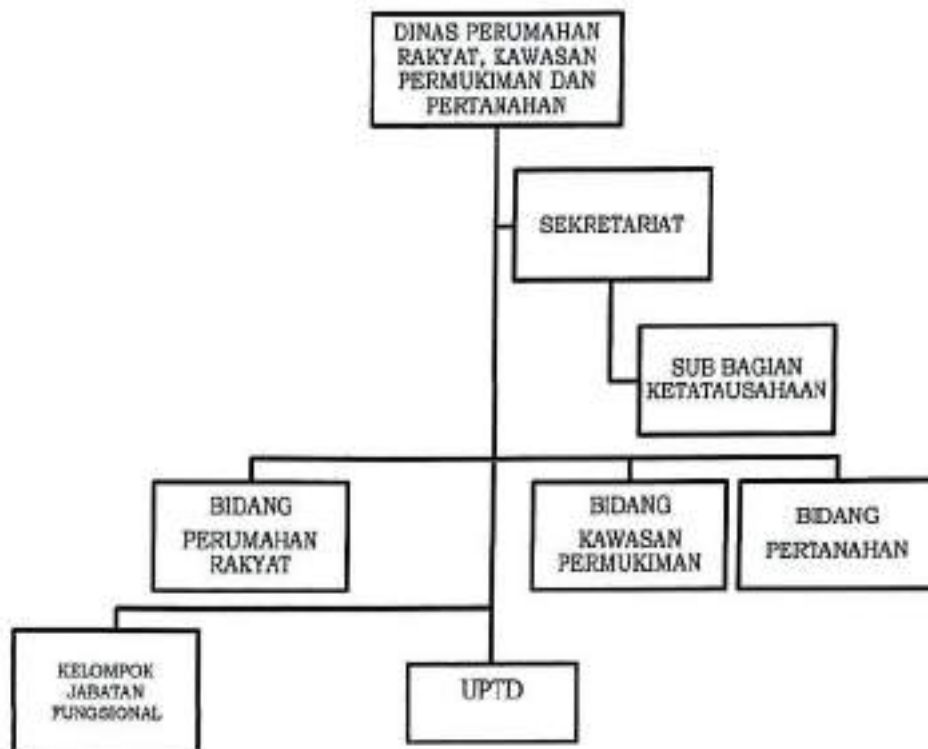 DINAS PERUMAHAN
RAKYAT, KAWASAN
PERMUKIMAN DAN
PERTANAHAN
SEKRETARIAT
SUB BAGIAN
KETATAUSAHAAN
BIDANG
PERUMAHAN
RAKYAT
BIDANG
KAWASAN
PERMUKIMAN
BIDANG
PERTANAHAN
KELOMPOK
JABATAN
FUNGSIONAL
UPTD